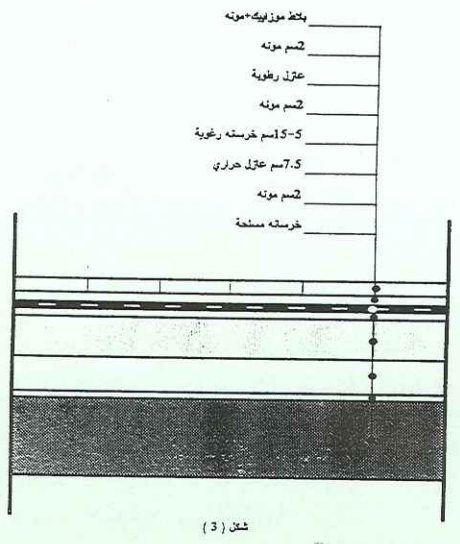 بلاط موزاييك+مونه
2سم مونه
عازل رطوبة
2سم مونه
5-15سم خرسانه رغوية
7.5سم عازل حراري
2سم مونه
خرسانه مسلحة
شكل ( 3 )